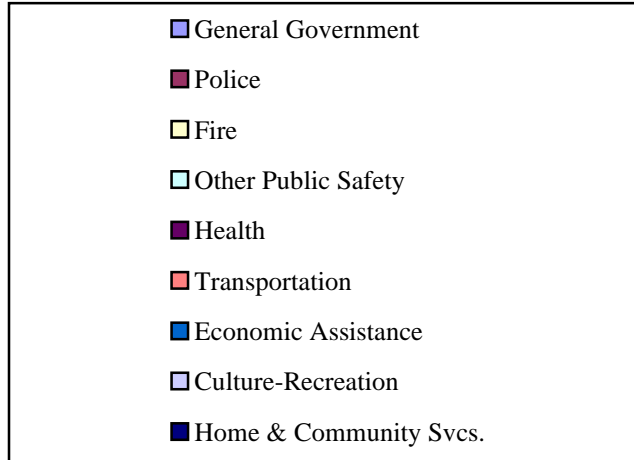 General Government
Police
Fire
Other Public Safety
Health
Transportation
Economic Assistance
Culture-Recreation
Home & Community Svcs.